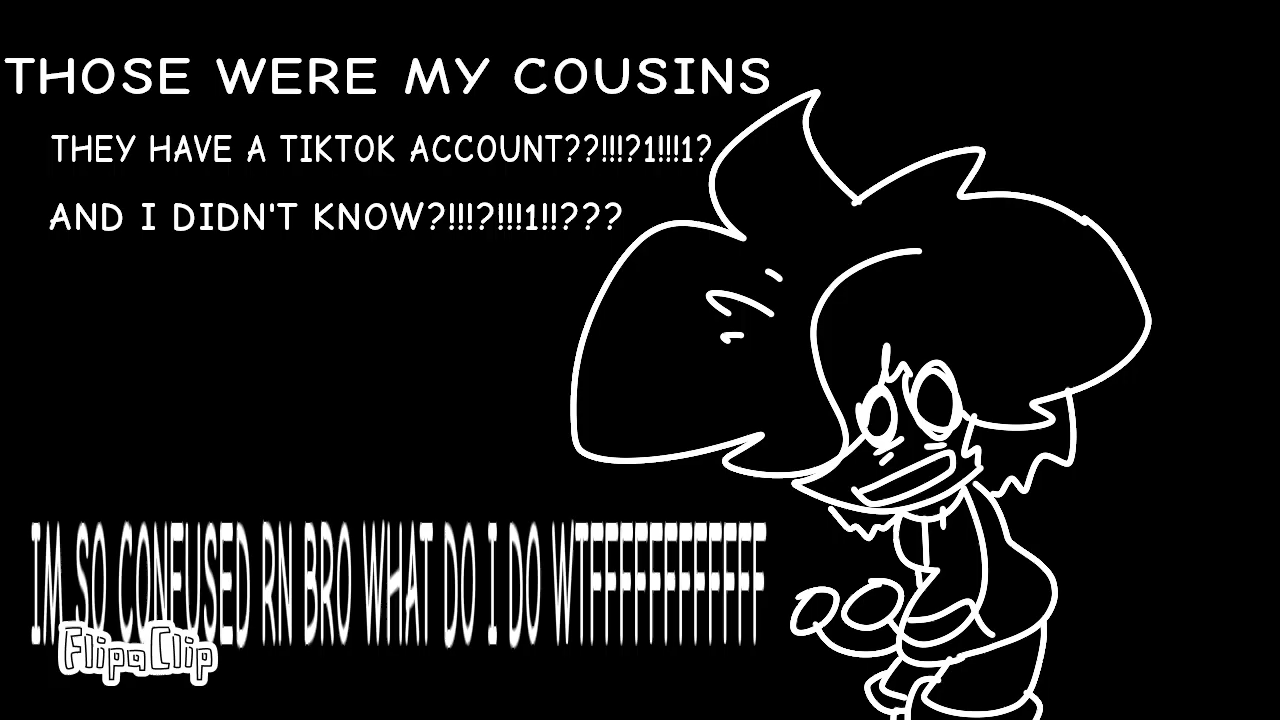 THOSE WERE MY COUSINS
THEY HAVE A TIKTOK ACCOUNT??!!!?1!!!1?
AND I DIDN'T KNOW?!!!?!!!1!!???
IM SO CONFUSED RN BRO WHAT DO I DO WTFFFFFFFFFFFF
FlipaClip